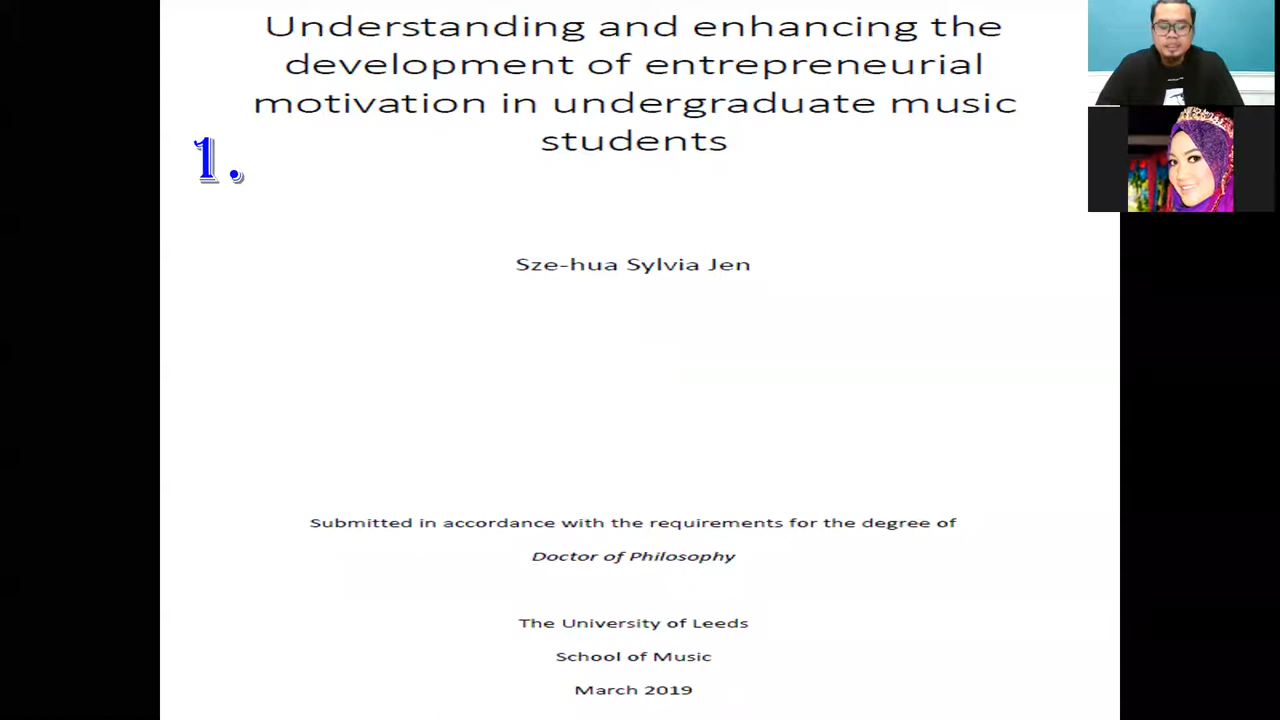 Understanding and enhancing the
development of entrepreneurial
motivation in undergraduate music
students
1.
Sze-hua Sylvia Jen
Submitted in accordance with the requirements for the degree of
Doctor of Philosophy
The University of Leeds
School of Music
March 2019